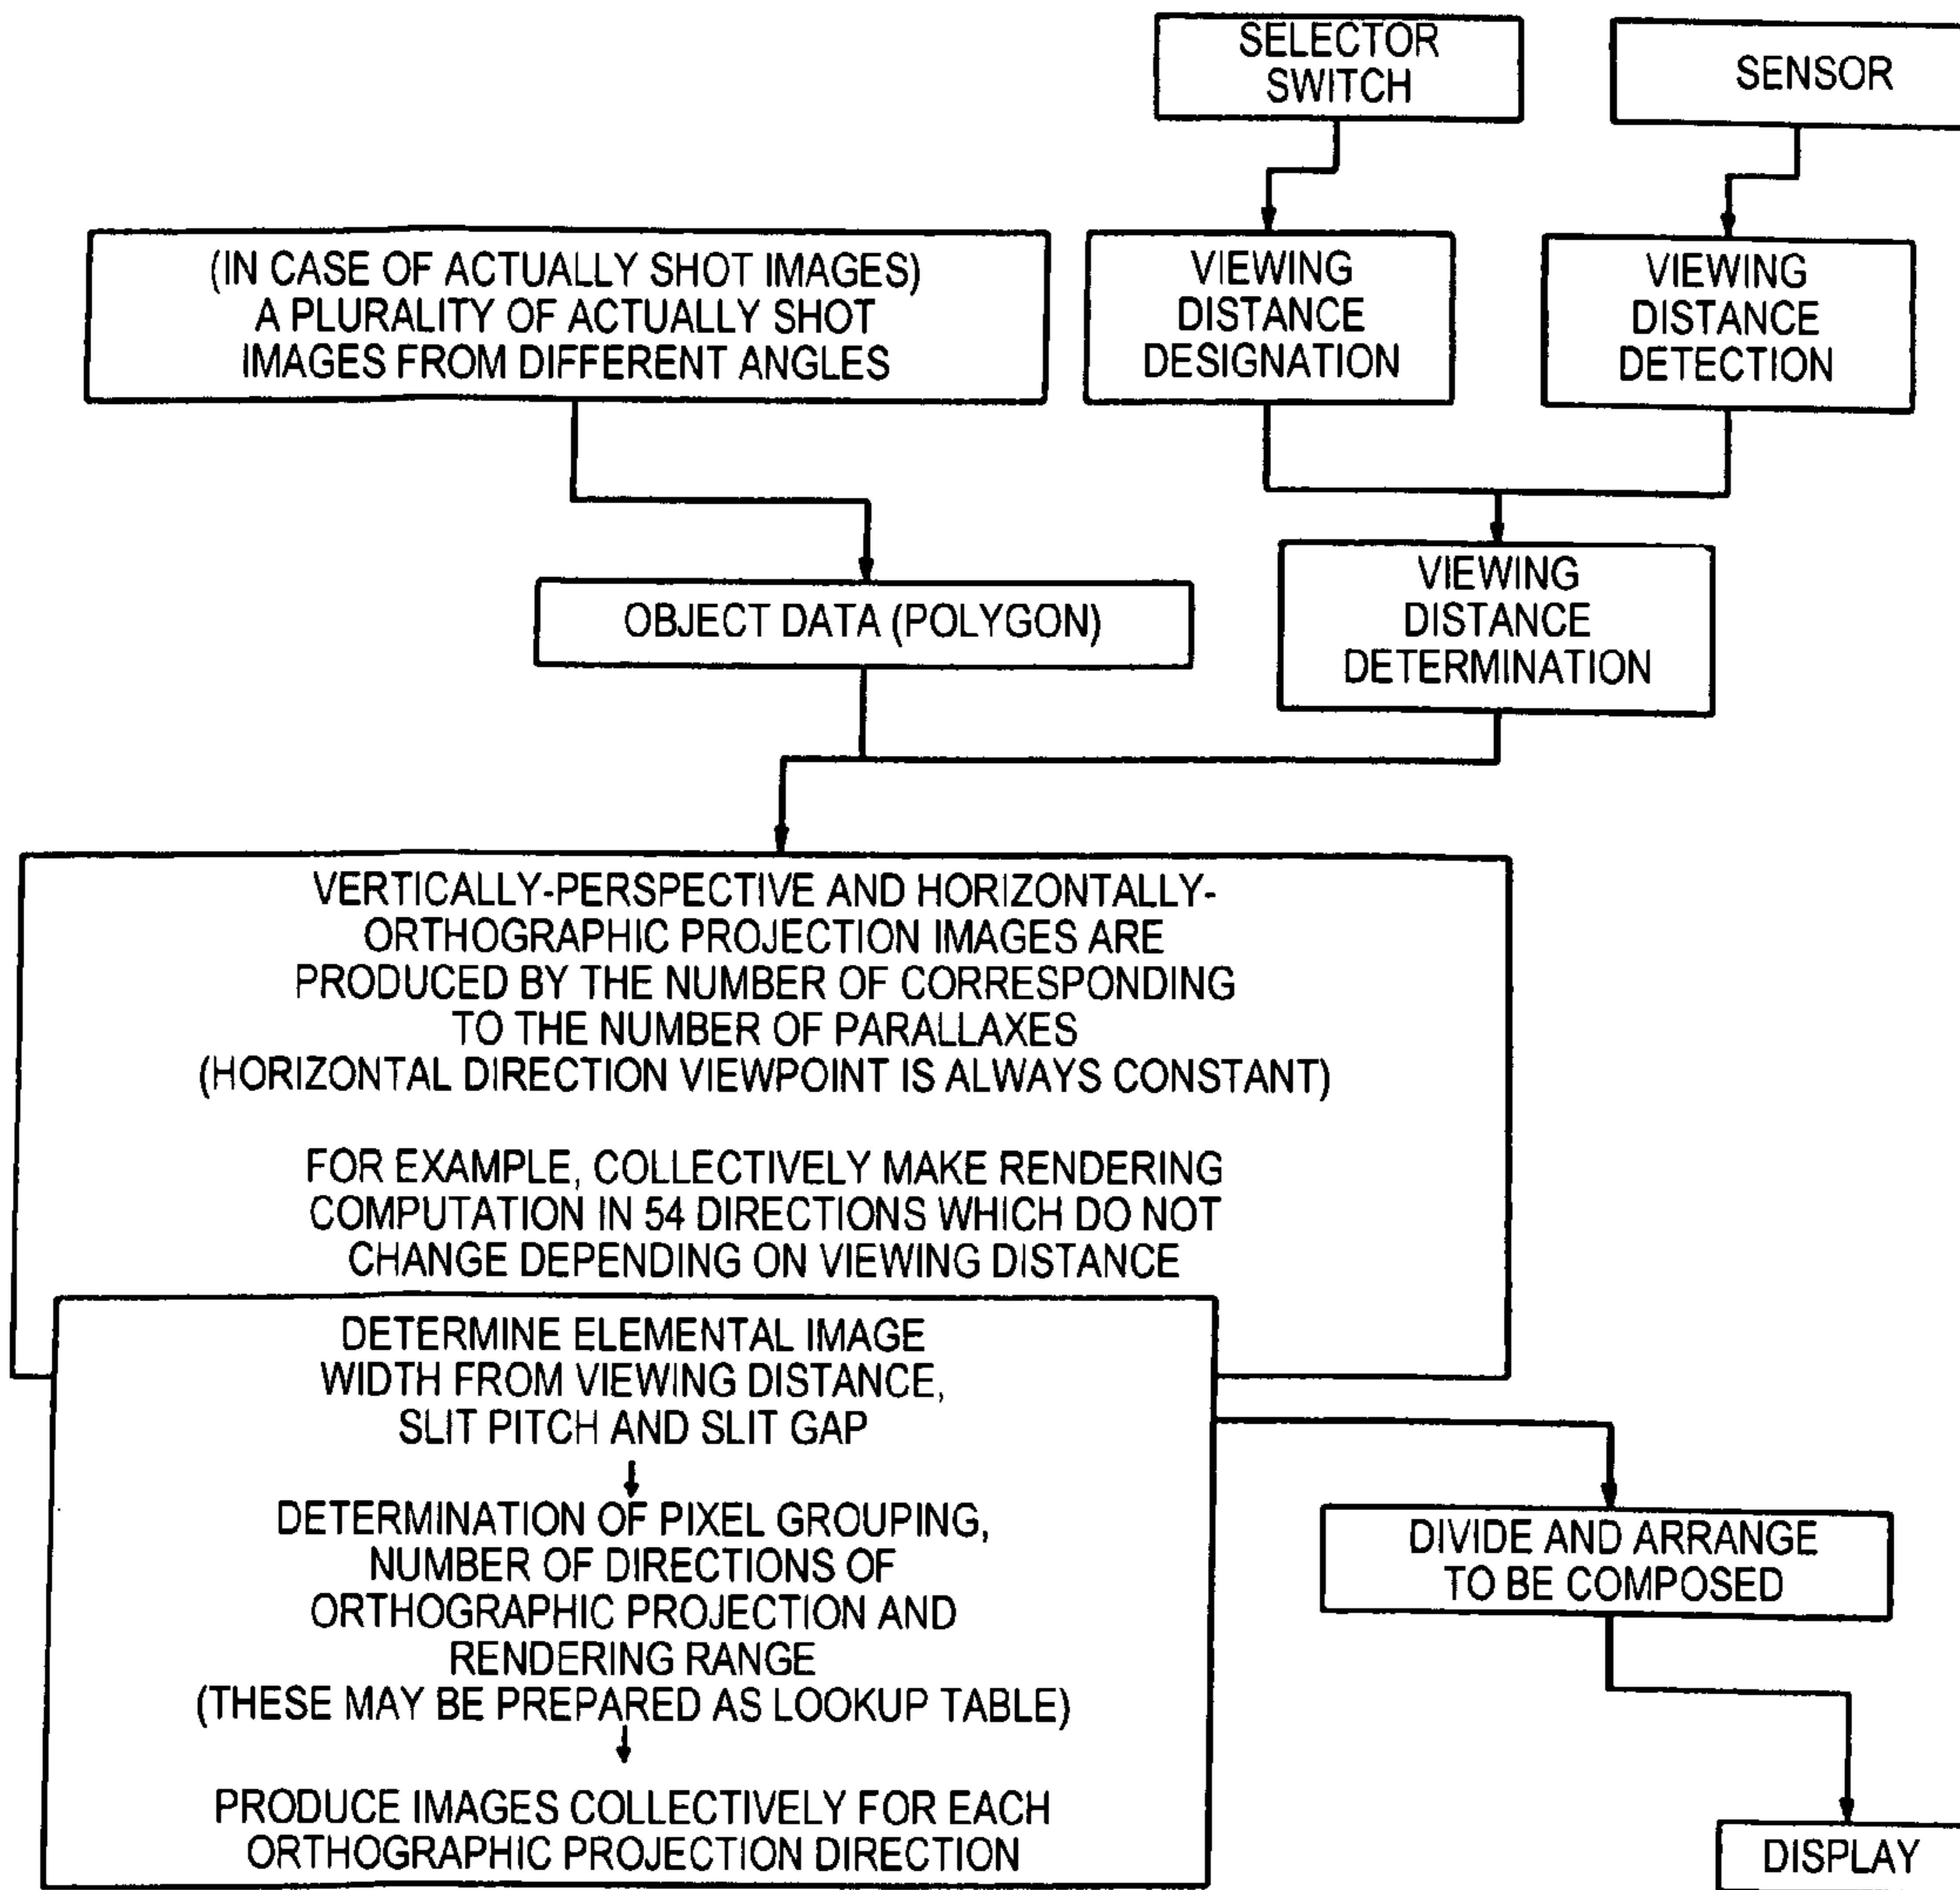 SELECTOR
SWITCH
SENSOR
(IN CASE OF ACTUALLY SHOT IMAGES)
A PLURALITY OF ACTUALLY SHOT
IMAGES FROM DIFFERENT ANGLES
VIEWING
DISTANCE
DESIGNATION
VIEWING
DISTANCE
DETECTION
OBJECT DATA (POLYGON)
VIEWING
DISTANCE
DETERMINATION
VERTICALLY-PERSPECTIVE AND HORIZONTALLY-
ORTHOGRAPHIC PROJECTION IMAGES ARE
PRODUCED BY THE NUMBER OF CORRESPONDING
TO THE NUMBER OF PARALLAXES
(HORIZONTAL DIRECTION VIEWPOINT IS ALWAYS CONSTANT)
FOR EXAMPLE, COLLECTIVELY MAKE RENDERING
COMPUTATION IN 54 DIRECTIONS WHICH DO NOT
CHANGE DEPENDING ON VIEWING DISTANCE
DETERMINE ELEMENTAL IMAGE
WIDTH FROM VIEWING DISTANCE,
SLIT PITCH AND SLIT GAP
DETERMINATION OF PIXEL GROUPING,
NUMBER OF DIRECTIONS OF
ORTHOGRAPHIC PROJECTION AND
RENDERING RANGE
(THESE MAY BE PREPARED AS LOOKUP TABLE)
PRODUCE IMAGES COLLECTIVELY FOR EACH
ORTHOGRAPHIC PROJECTION DIRECTION
DIVIDE AND ARRANGE
TO BE COMPOSED
DISPLAY